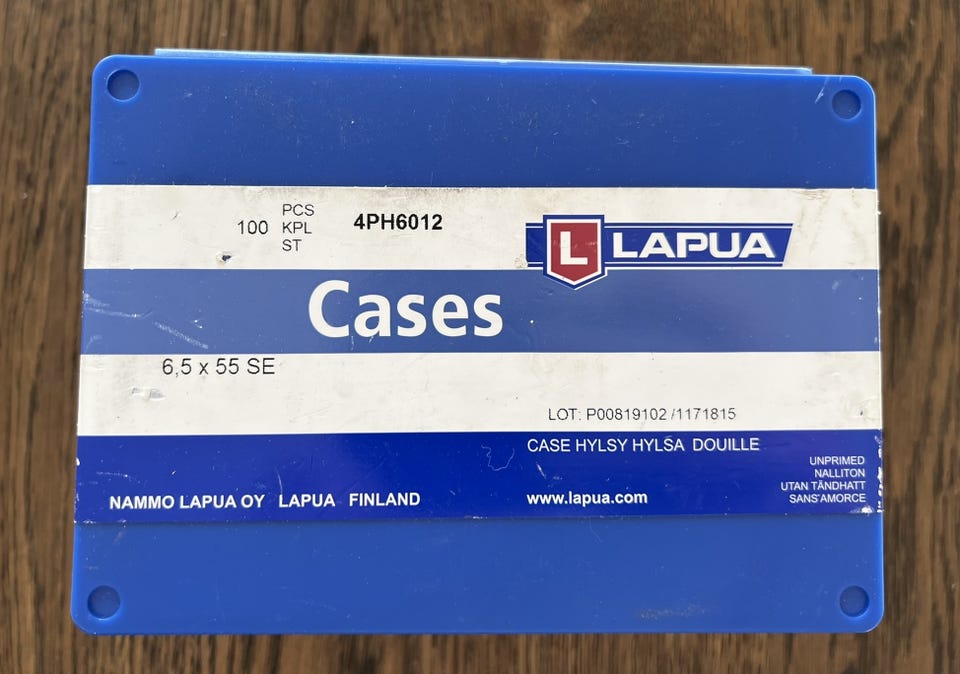 100 PCS
KPL
ST
4PH6012
L LAPUA
Cases
6,5 x 55 SE
LOT: P00819102 /1171815
CASE HYLSY HYLSA DOUILLE
UNPRIMED
NALLITON
UTAN TÄNDHATT
SANS AMORCE
NAMMO LAPUA OY LAPUA FINLAND
www.lapua.com